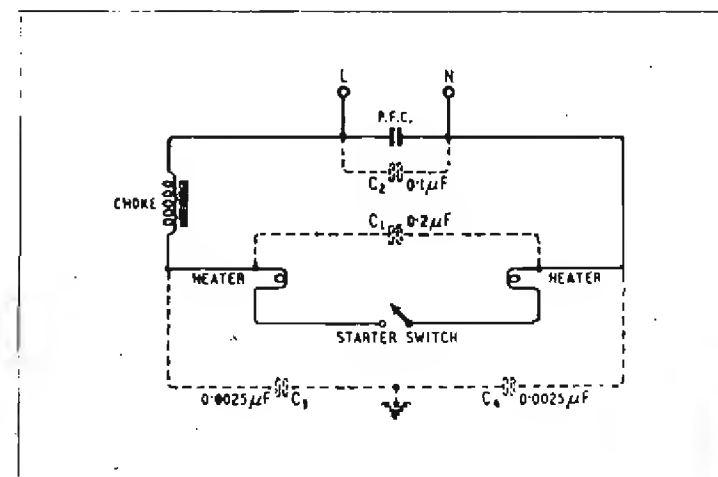 L N
P.F.C.
C2 0·1μF
CHOKE
C1 0·2μF
HEATER HEATER
STARTER SWITCH
0·0025μF C3 C4 0·0025μF